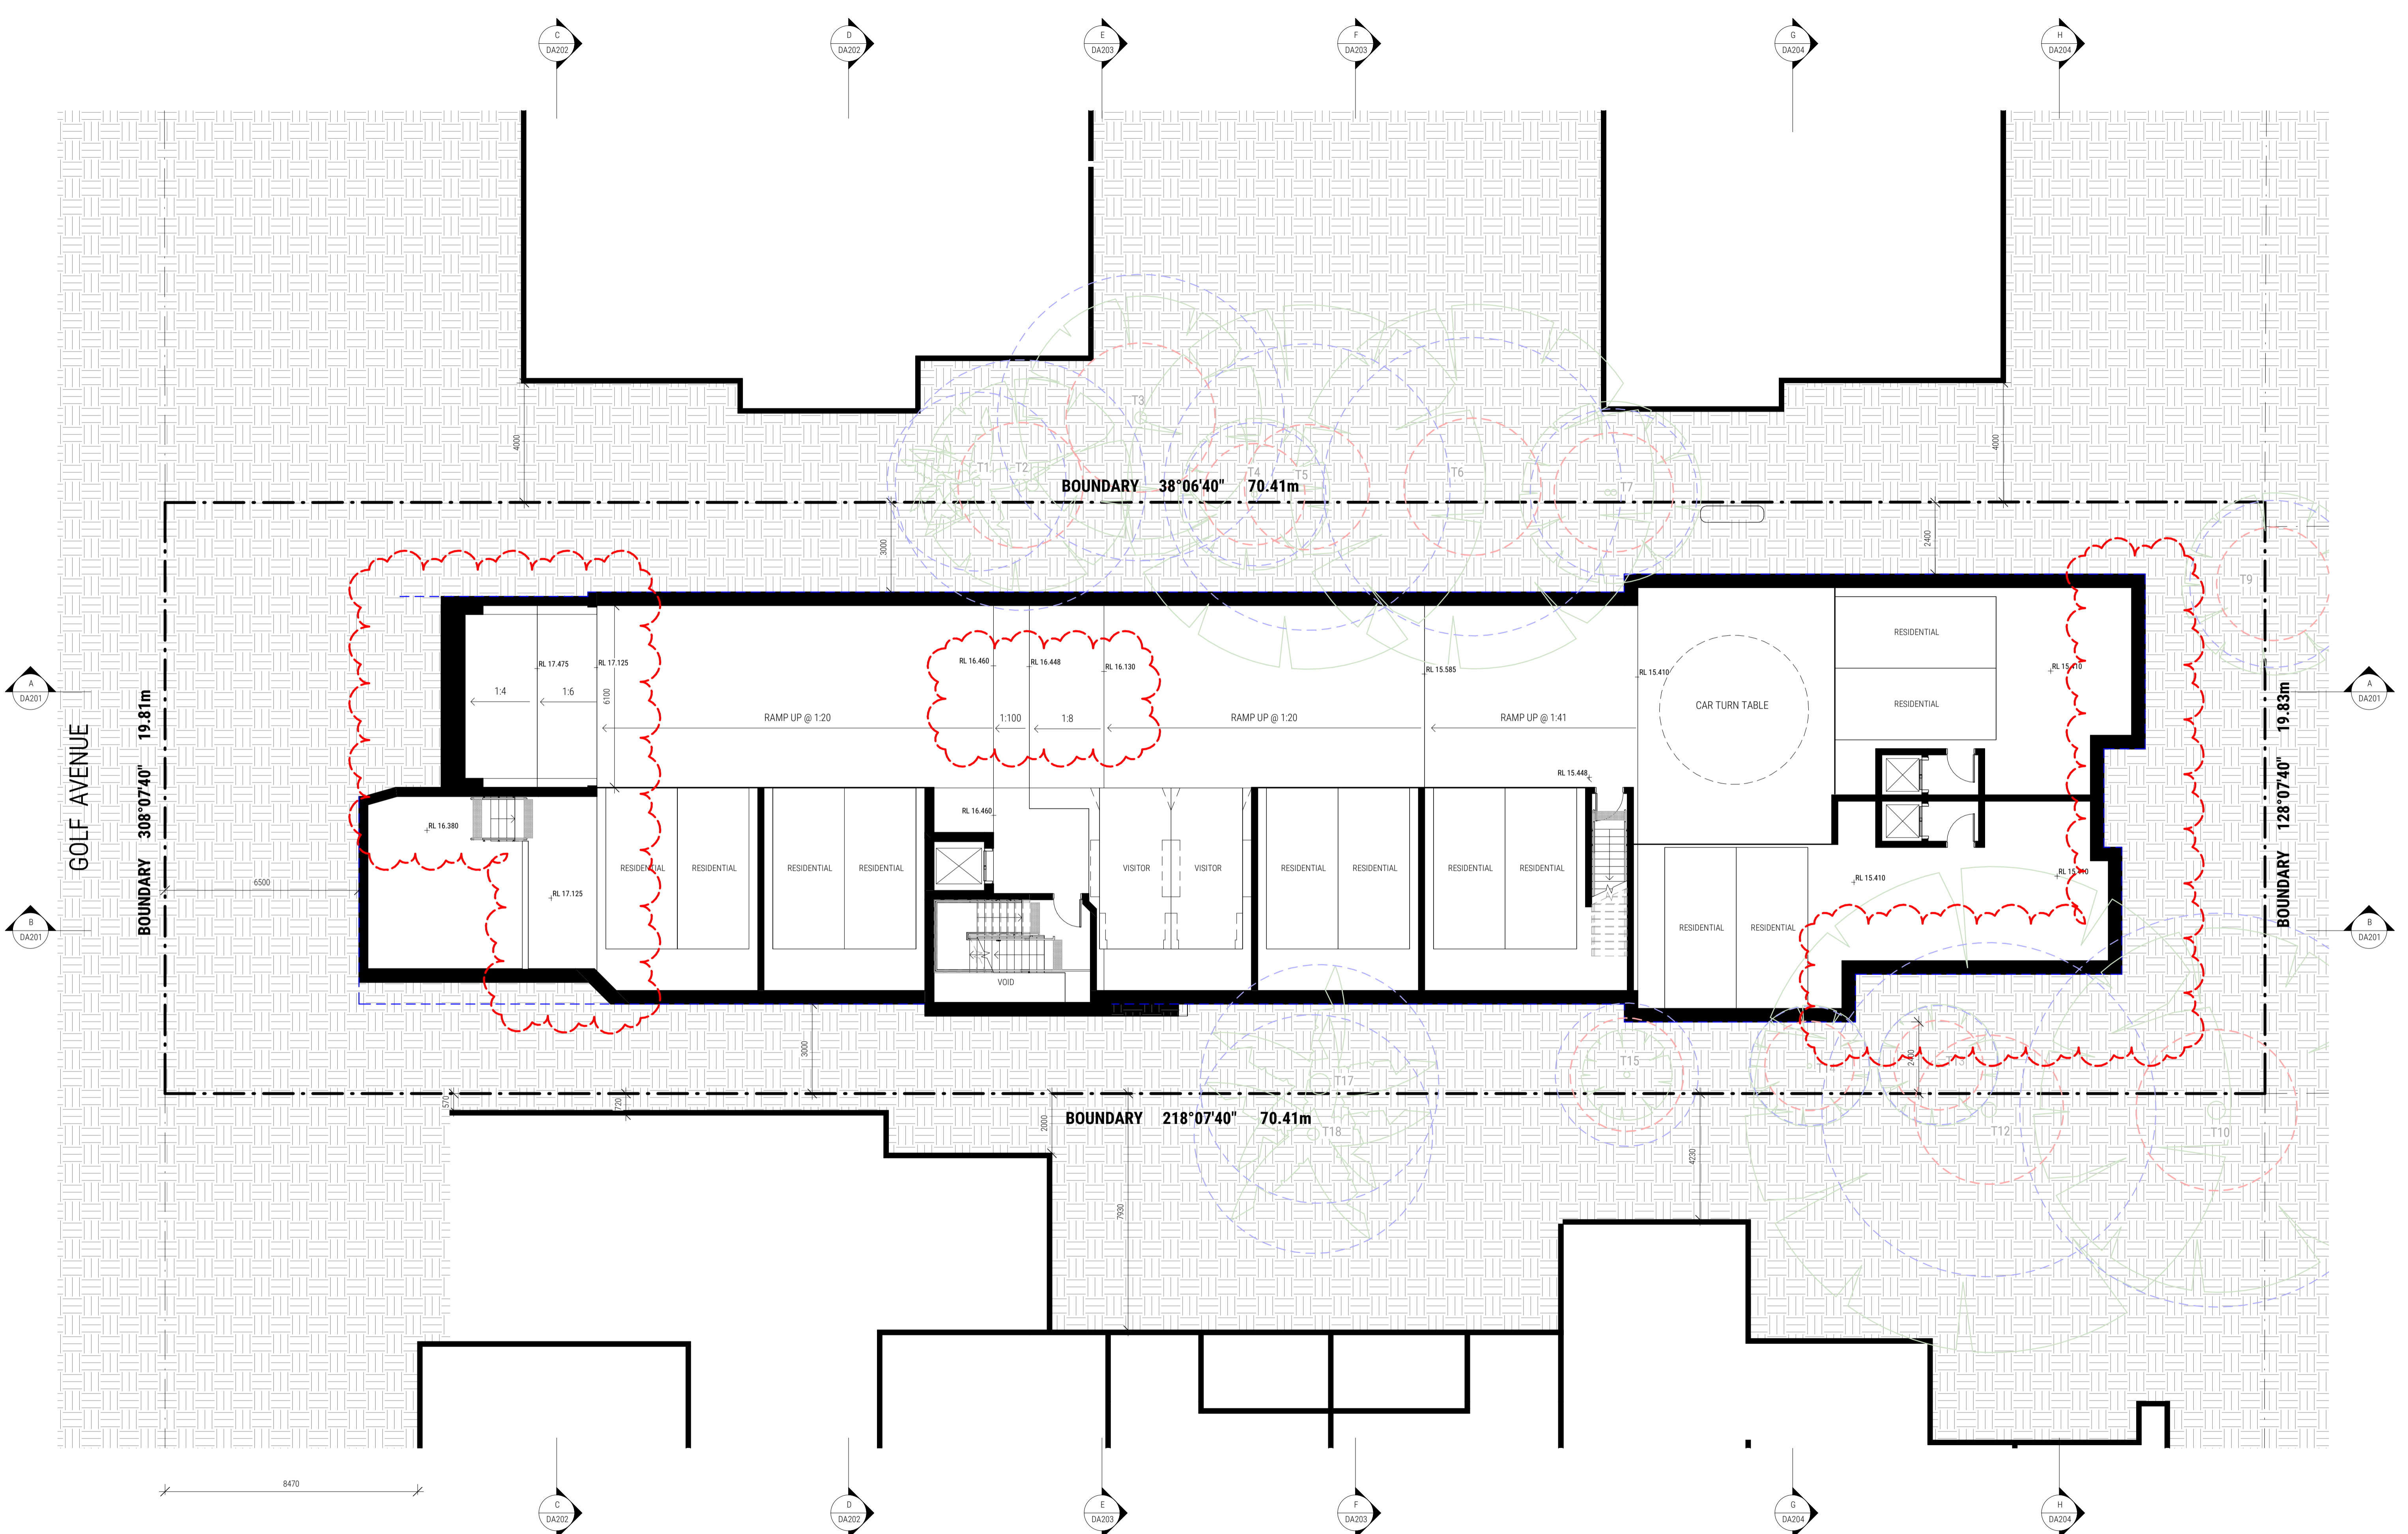 C
DA202
D
DA202
E
DA203
F
DA203
G
DA204
H
DA204
T3
4000
4000
T1
T2
T4
T5
T6
T7
BOUNDARY 38°06'40" 70.41m
3000
2400
T9
RESIDENTIAL
RL 17.475
RL 17.125
RL 16.460
RL 16.448
RL 16.130
RL 15.585
RL 15.410
RL 15.410
A
DA201
A
DA201
1:4
1:6
6100
RAMP UP @ 1:20
1:100
1:8
RAMP UP @ 1:20
RAMP UP @ 1:41
CAR TURN TABLE
RESIDENTIAL
GOLF AVENUE
BOUNDARY 308°07'40" 19.81m
BOUNDARY 128°07'40" 19.83m
RL 15.448
RL 16.460
RL 16.380
6500
RESIDENTIAL
RESIDENTIAL
RESIDENTIAL
RESIDENTIAL
VISITOR
VISITOR
RESIDENTIAL
RESIDENTIAL
RESIDENTIAL
RESIDENTIAL
RL 15.410
RL 15.410
RL 17.125
B
DA201
B
DA201
RESIDENTIAL
RESIDENTIAL
VOID
3000
2400
T15
T17
570
720
2000
BOUNDARY 218°07'40" 70.41m
T18
T12
T10
4230
7930
8470
C
DA202
D
DA202
E
DA203
F
DA203
G
DA204
H
DA204